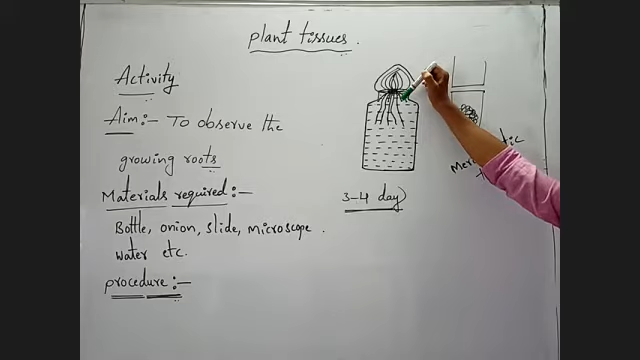 plant tissues.
Activity
Aim:- To observe the
growing roots
Materials required:-
Bottle, onion, slide, microscope.
water etc.
procedure:-
3-4 day